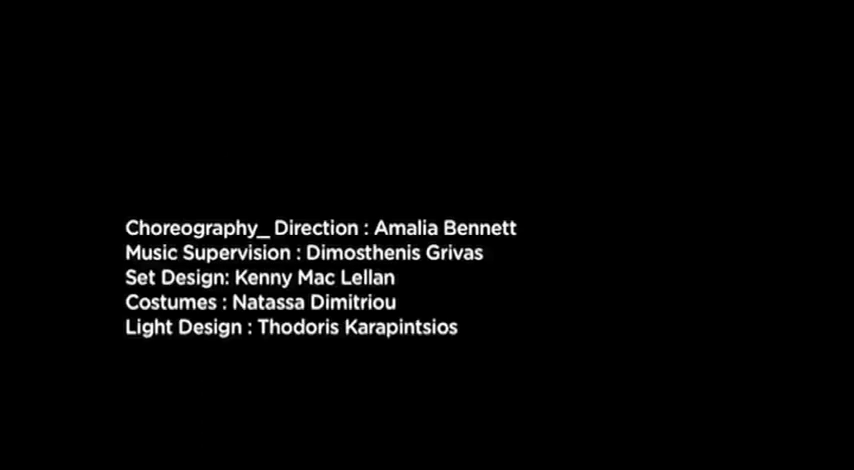 Choreography_ Direction : Amalia Bennett
Music Supervision : Dimosthenis Grivas
Set Design: Kenny Mac Lellan
Costumes : Natassa Dimitriou
Light Design : Thodoris Karapintsios